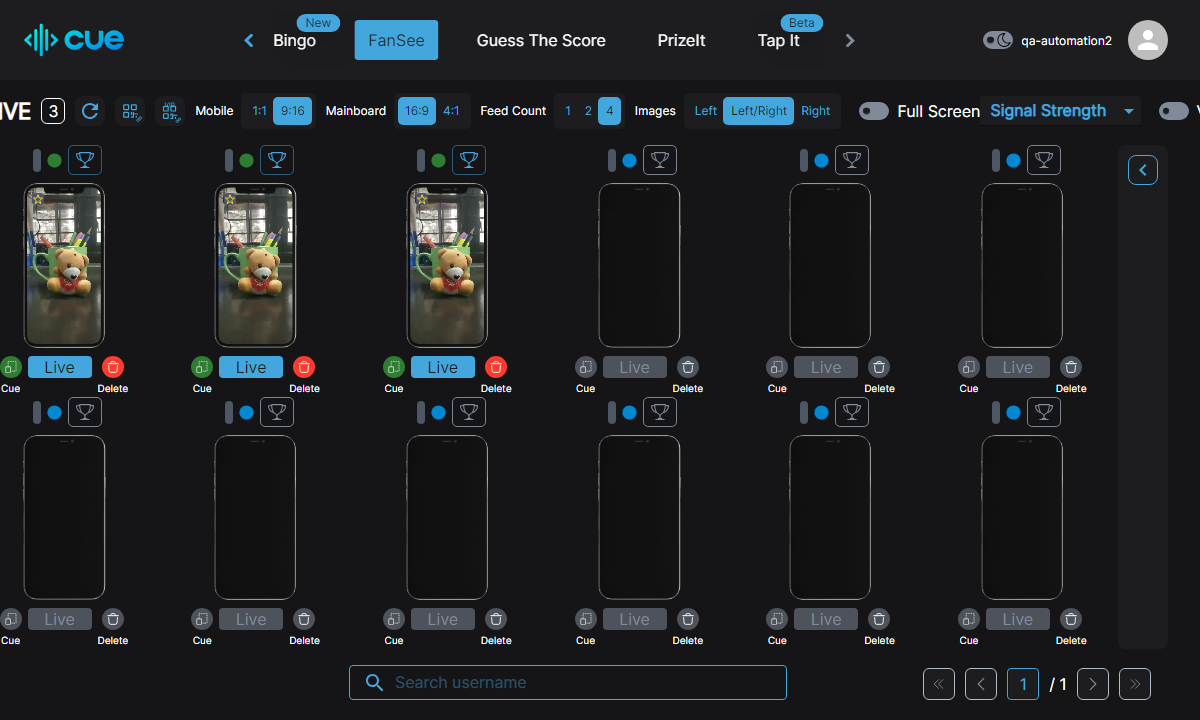 cue
New
Bingo
FanSee
Guess The Score
PrizeIt
Beta
Tap It
qa-automation2
IVE
3
Mobile
1:1
9:16
Mainboard
16:9
4:1
Feed Count
1
2
4
Images
Left
Left/Right
Right
Full Screen
Signal Strength
Live
Live
Live
Live
Live
Live
Cue
Delete
Cue
Delete
Cue
Delete
Cue
Delete
Cue
Delete
Cue
Delete
Live
Live
Live
Live
Live
Live
Cue
Delete
Cue
Delete
Cue
Delete
Cue
Delete
Cue
Delete
Cue
Delete
Search username
1
/ 1